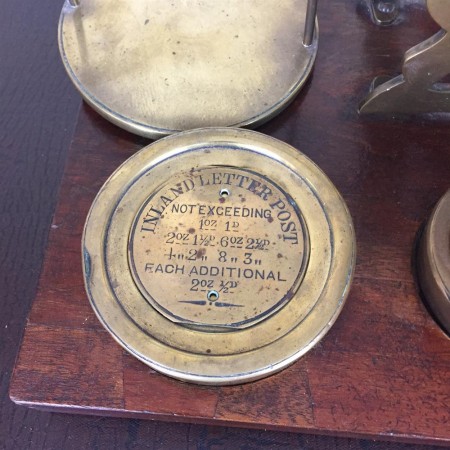 INLAND LETTER POST
NOT EXCEEDING
1OZ 1D
2OZ 1½D 6OZ 2½D
4„ 2„ 8„ 3„
EACH ADDITIONAL
2OZ ½D